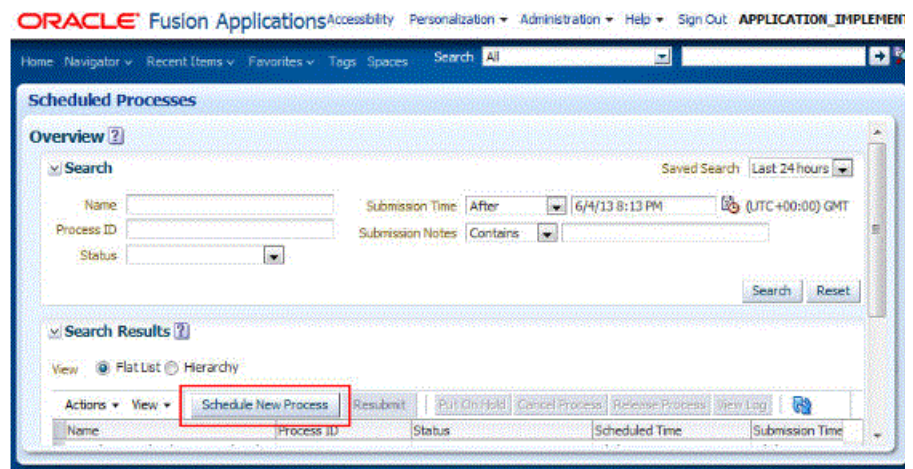 ORACLE Fusion Applications Accessibility Personalization Administration Help Sign Out APPLICATION_IMPLEMENT
Home Navigator Recent Items Favorites Tags Spaces Search All
Scheduled Processes
Overview ?
Search Saved Search Last 24 hours
Name Submission Time After 6/4/13 8:13 PM (UTC+00:00) GMT
Process ID Submission Notes Contains
Status
Search Reset
Search Results ?
View Flat List Hierarchy
Actions View Schedule New Process Resubmit Put On Hold Cancel Process Release Process View Log
Name Process ID Status Scheduled Time Submission Time